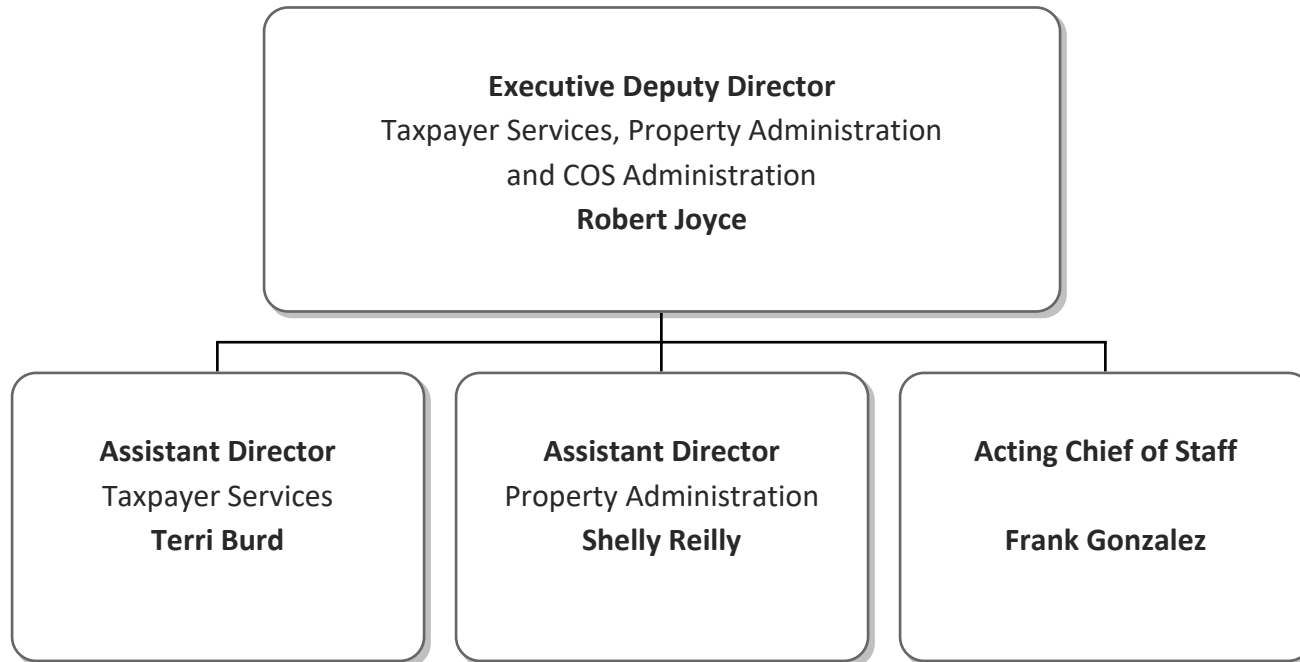 Executive Deputy Director
Taxpayer Services, Property Administration
and COS Administration
Robert Joyce
Assistant Director
Taxpayer Services
Terri Burd
Assistant Director
Property Administration
Shelly Reilly
Acting Chief of Staff
Frank Gonzalez